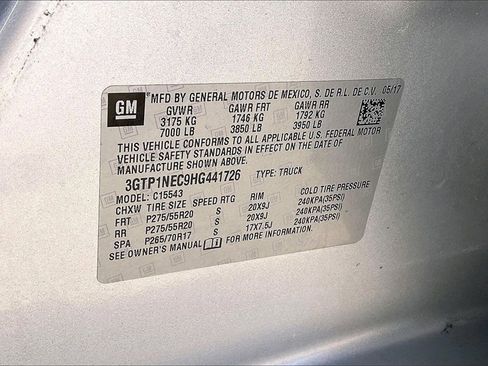 GM
MFD BY GENERAL MOTORS DE MEXICO, S. DE R.L. DE C.V. 05/17
GVWR GAWR FRT GAWR RR
3175 KG 1746 KG 1792 KG
7000 LB 3850 LB 3950 LB
THIS VEHICLE CONFORMS TO ALL APPLICABLE U.S. FEDERAL MOTOR
VEHICLE SAFETY STANDARDS IN EFFECT ON THE DATE OF
MANUFACTURE SHOWN ABOVE.
3GTP1NEC9HG441726 TYPE: TRUCK
MODEL: C15543
CHXW TIRE SIZE SPEED RTG RIM COLD TIRE PRESSURE
FRT P275/55R20 S 20X9J 240KPA(35PSI)
RR P275/55R20 S 20X9J 240KPA(35PSI)
SPA P265/70R17 S 17X7.5J 240KPA(35PSI)
SEE OWNER'S MANUAL FOR MORE INFORMATION.